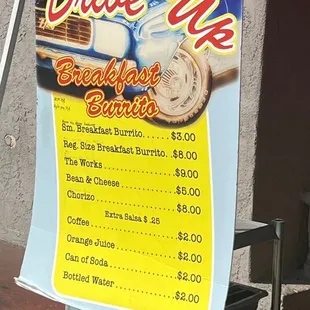 Drive Up
Breakfast
Burrito
Sm. Breakfast Burrito......$3.00
Reg. Size Breakfast Burrito..$8.00
The Works....................$9.00
Bean & Cheese................$5.00
Chorizo......................$8.00
Extra Salsa $ .25
Coffee.......................$2.00
Orange Juice.................$2.00
Can of Soda..................$2.00
Bottled Water................$2.00